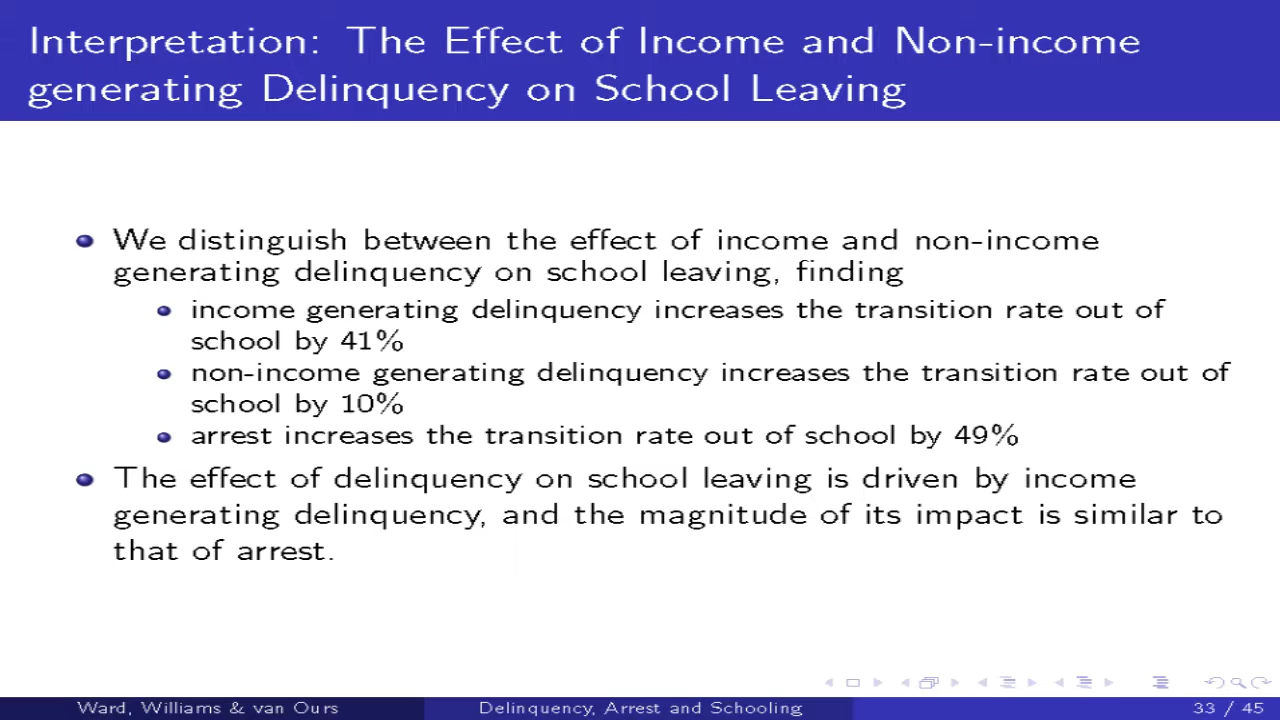 Interpretation: The Effect of Income and Non-income
generating Delinquency on School Leaving
We distinguish between the effect of income and non-income
generating delinquency on school leaving, finding
income generating delinquency increases the transition rate out of
school by 41%
non-income generating delinquency increases the transition rate out of
school by 10%
arrest increases the transition rate out of school by 49%
The effect of delinquency on school leaving is driven by income
generating delinquency, and the magnitude of its impact is similar to
that of arrest.
Ward, Williams & van Ours
Delinquency, Arrest and Schooling
33 / 45